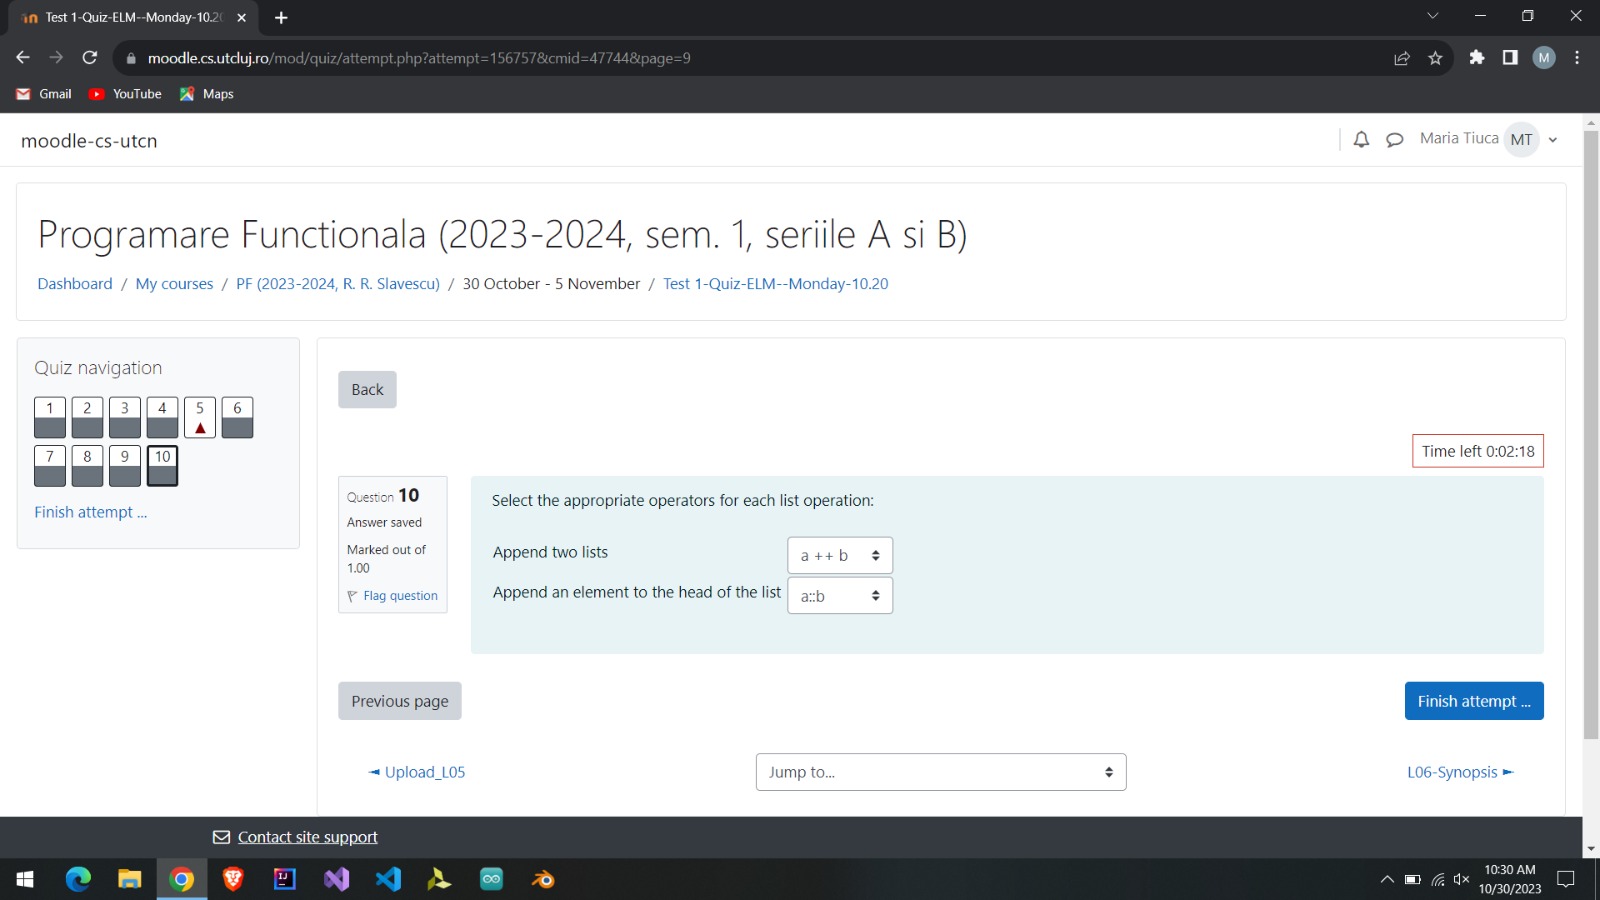 Test 1-Quiz-ELM--Monday-10.20
moodle.cs.utcluj.ro/mod/quiz/attempt.php?attempt=156757&cmid=47744&page=9
M
Gmail
YouTube
Maps
moodle-cs-utcn
Maria Tiuca MT
Programare Functionala (2023-2024, sem. 1, seriile A si B)
Dashboard / My courses / PF (2023-2024, R. R. Slavescu) / 30 October - 5 November / Test 1-Quiz-ELM--Monday-10.20
Quiz navigation
1 2 3 4 5 6
7 8 9 10
Finish attempt ...
Back
Time left 0:02:18
Question 10
Answer saved
Marked out of
1.00
Flag question
Select the appropriate operators for each list operation:
Append two lists
a ++ b
Append an element to the head of the list
a::b
Previous page
Finish attempt ...
◄ Upload_L05
Jump to...
L06-Synopsis ►
Contact site support
10:30 AM
10/30/2023